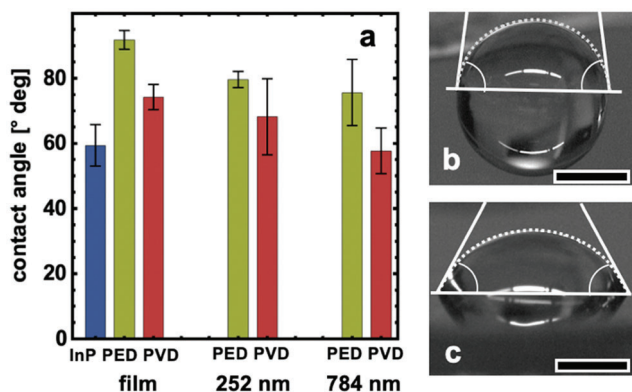 a
contact angle [° deg]
80
60
40
20
0
InP PED PVD PED PVD PED PVD
film 252 nm 784 nm
b
c